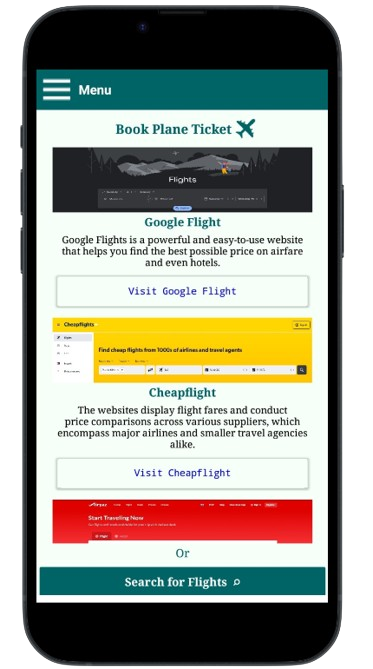 Menu
Book Plane Ticket
Flights
Google Flight
Google Flights is a powerful and easy-to-use website
that helps you find the best possible price on airfare
and even hotels.
Visit Google Flight
Cheapflights
Find cheap flights from 1000s of airlines and travel agents
Cheapflight
The websites display flight fares and conduct
price comparisons across various suppliers, which
encompass major airlines and smaller travel agencies
alike.
Visit Cheapflight
Start Traveling Now
Or
Search for Flights